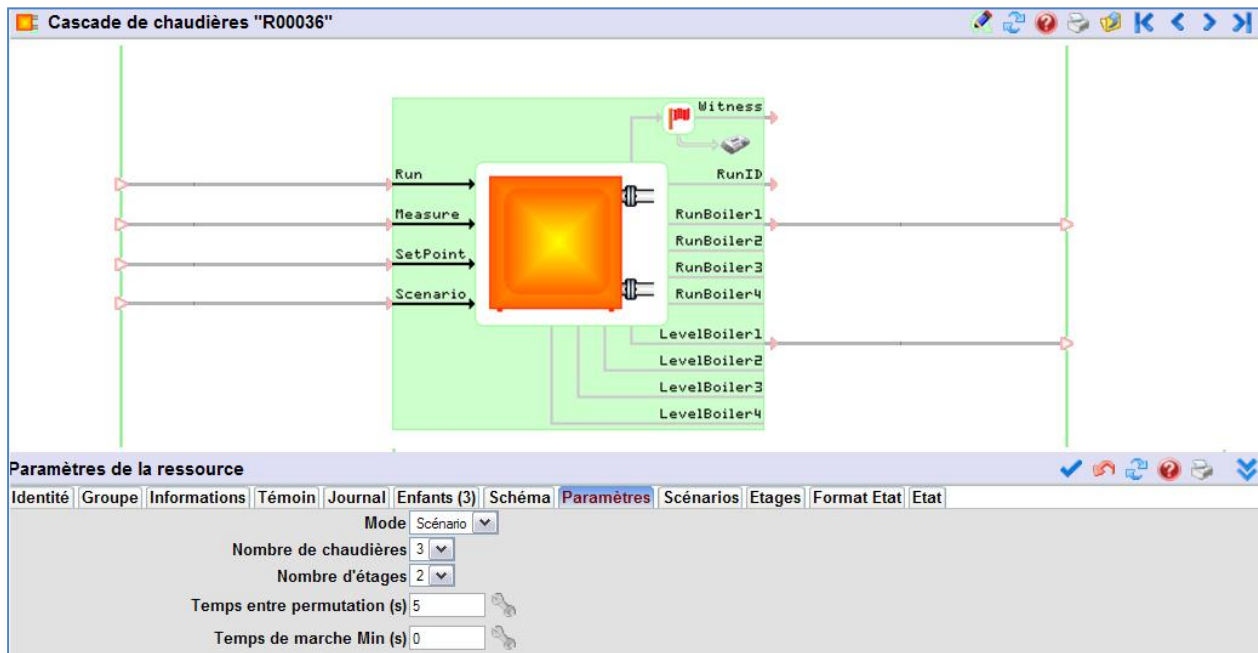 Cascade de chaudières "R00036"
Witness
Run
RunID
Measure
RunBoiler1
RunBoiler2
SetPoint
RunBoiler3
Scenario
RunBoiler4
LevelBoiler1
LevelBoiler2
LevelBoiler3
LevelBoiler4
Paramètres de la ressource
Identité Groupe Informations Témoin Journal Enfants (3) Schéma Paramètres Scénarios Etages Format Etat Etat
Mode Scénario
Nombre de chaudières 3
Nombre d'étages 2
Temps entre permutation (s) 5
Temps de marche Min (s) 0